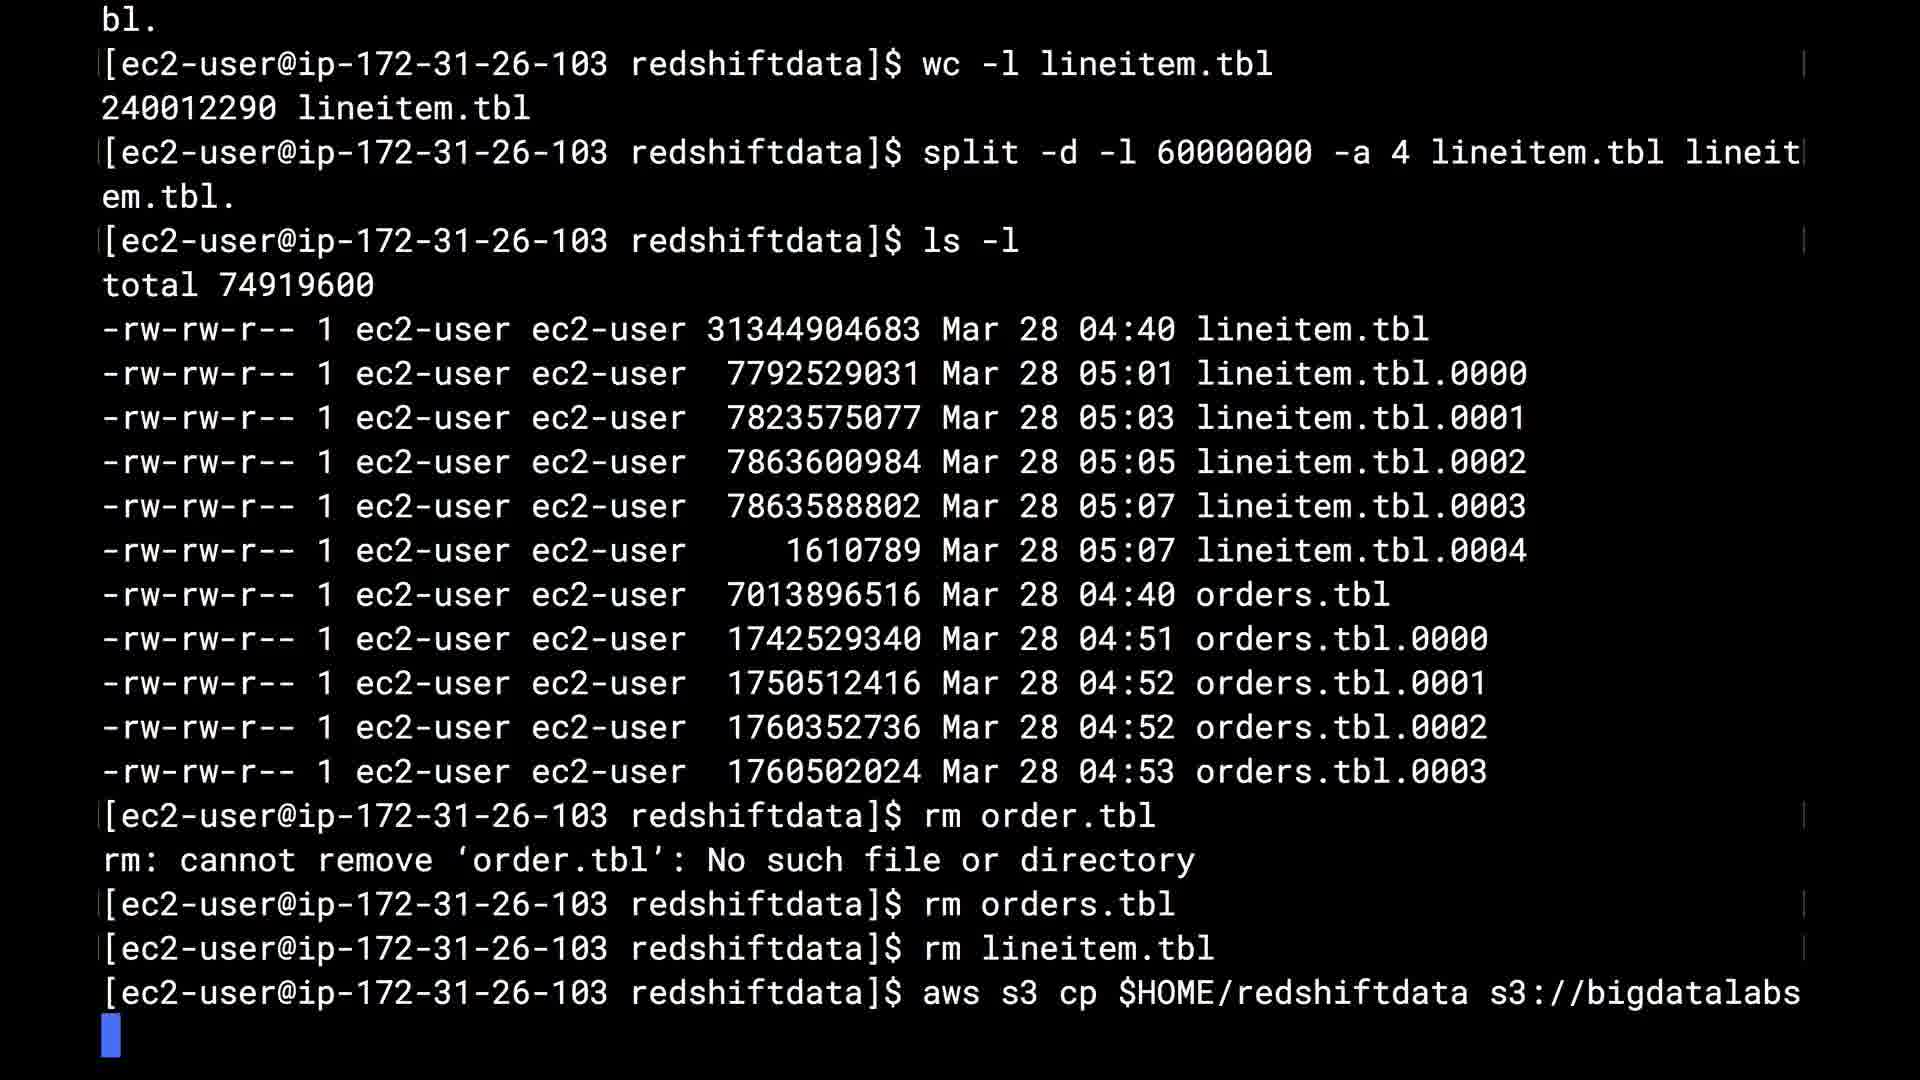 bl.
[ec2-user@ip-172-31-26-103 redshiftdata]$ wc -l lineitem.tbl
240012290 lineitem.tbl
[ec2-user@ip-172-31-26-103 redshiftdata]$ split -d -l 60000000 -a 4 lineitem.tbl lineit
em.tbl.
[ec2-user@ip-172-31-26-103 redshiftdata]$ ls -l
total 74919600
-rw-rw-r-- 1 ec2-user ec2-user 31344904683 Mar 28 04:40 lineitem.tbl
-rw-rw-r-- 1 ec2-user ec2-user  7792529031 Mar 28 05:01 lineitem.tbl.0000
-rw-rw-r-- 1 ec2-user ec2-user  7823575077 Mar 28 05:03 lineitem.tbl.0001
-rw-rw-r-- 1 ec2-user ec2-user  7863600984 Mar 28 05:05 lineitem.tbl.0002
-rw-rw-r-- 1 ec2-user ec2-user  7863588802 Mar 28 05:07 lineitem.tbl.0003
-rw-rw-r-- 1 ec2-user ec2-user     1610789 Mar 28 05:07 lineitem.tbl.0004
-rw-rw-r-- 1 ec2-user ec2-user  7013896516 Mar 28 04:40 orders.tbl
-rw-rw-r-- 1 ec2-user ec2-user  1742529340 Mar 28 04:51 orders.tbl.0000
-rw-rw-r-- 1 ec2-user ec2-user  1750512416 Mar 28 04:52 orders.tbl.0001
-rw-rw-r-- 1 ec2-user ec2-user  1760352736 Mar 28 04:52 orders.tbl.0002
-rw-rw-r-- 1 ec2-user ec2-user  1760502024 Mar 28 04:53 orders.tbl.0003
[ec2-user@ip-172-31-26-103 redshiftdata]$ rm order.tbl
rm: cannot remove ‘order.tbl’: No such file or directory
[ec2-user@ip-172-31-26-103 redshiftdata]$ rm orders.tbl
[ec2-user@ip-172-31-26-103 redshiftdata]$ rm lineitem.tbl
[ec2-user@ip-172-31-26-103 redshiftdata]$ aws s3 cp $HOME/redshiftdata s3://bigdatalabs